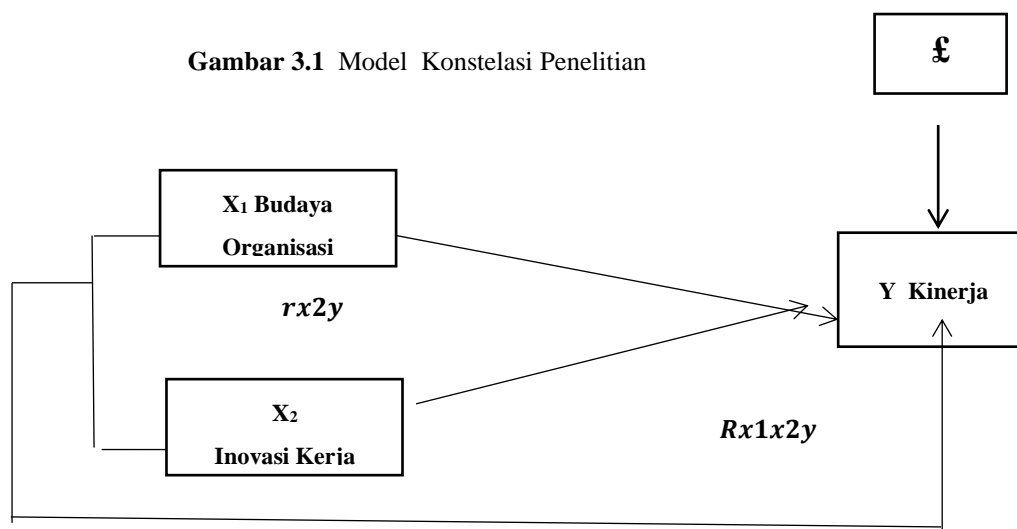 Gambar 3.1 Model Konstelasi Penelitian
£
X₁ Budaya
Organisasi
Y Kinerja
rx2y
X₂
Inovasi Kerja
Rx1x2y